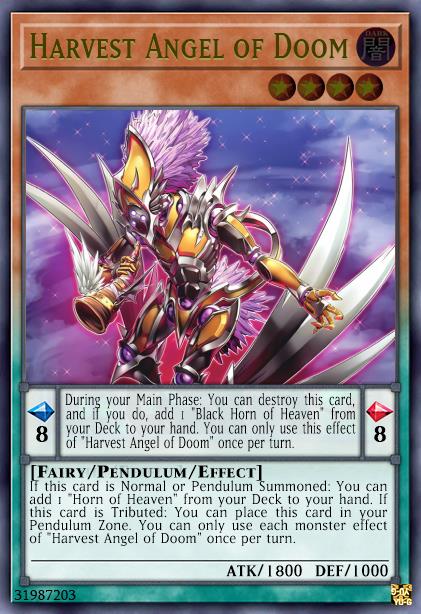 Harvest Angel of Doom
DARK
闇
During your Main Phase: You can destroy this card,
and if you do, add 1 "Black Horn of Heaven" from
your Deck to your hand. You can only use this effect
of "Harvest Angel of Doom" once per turn.
8
8
[Fairy/Pendulum/Effect]
If this card is Normal or Pendulum Summoned: You can
add 1 "Horn of Heaven" from your Deck to your hand. If
this card is Tributed: You can place this card in your
Pendulum Zone. You can only use each monster effect
of "Harvest Angel of Doom" once per turn.
ATK/1800 DEF/1000
31987203